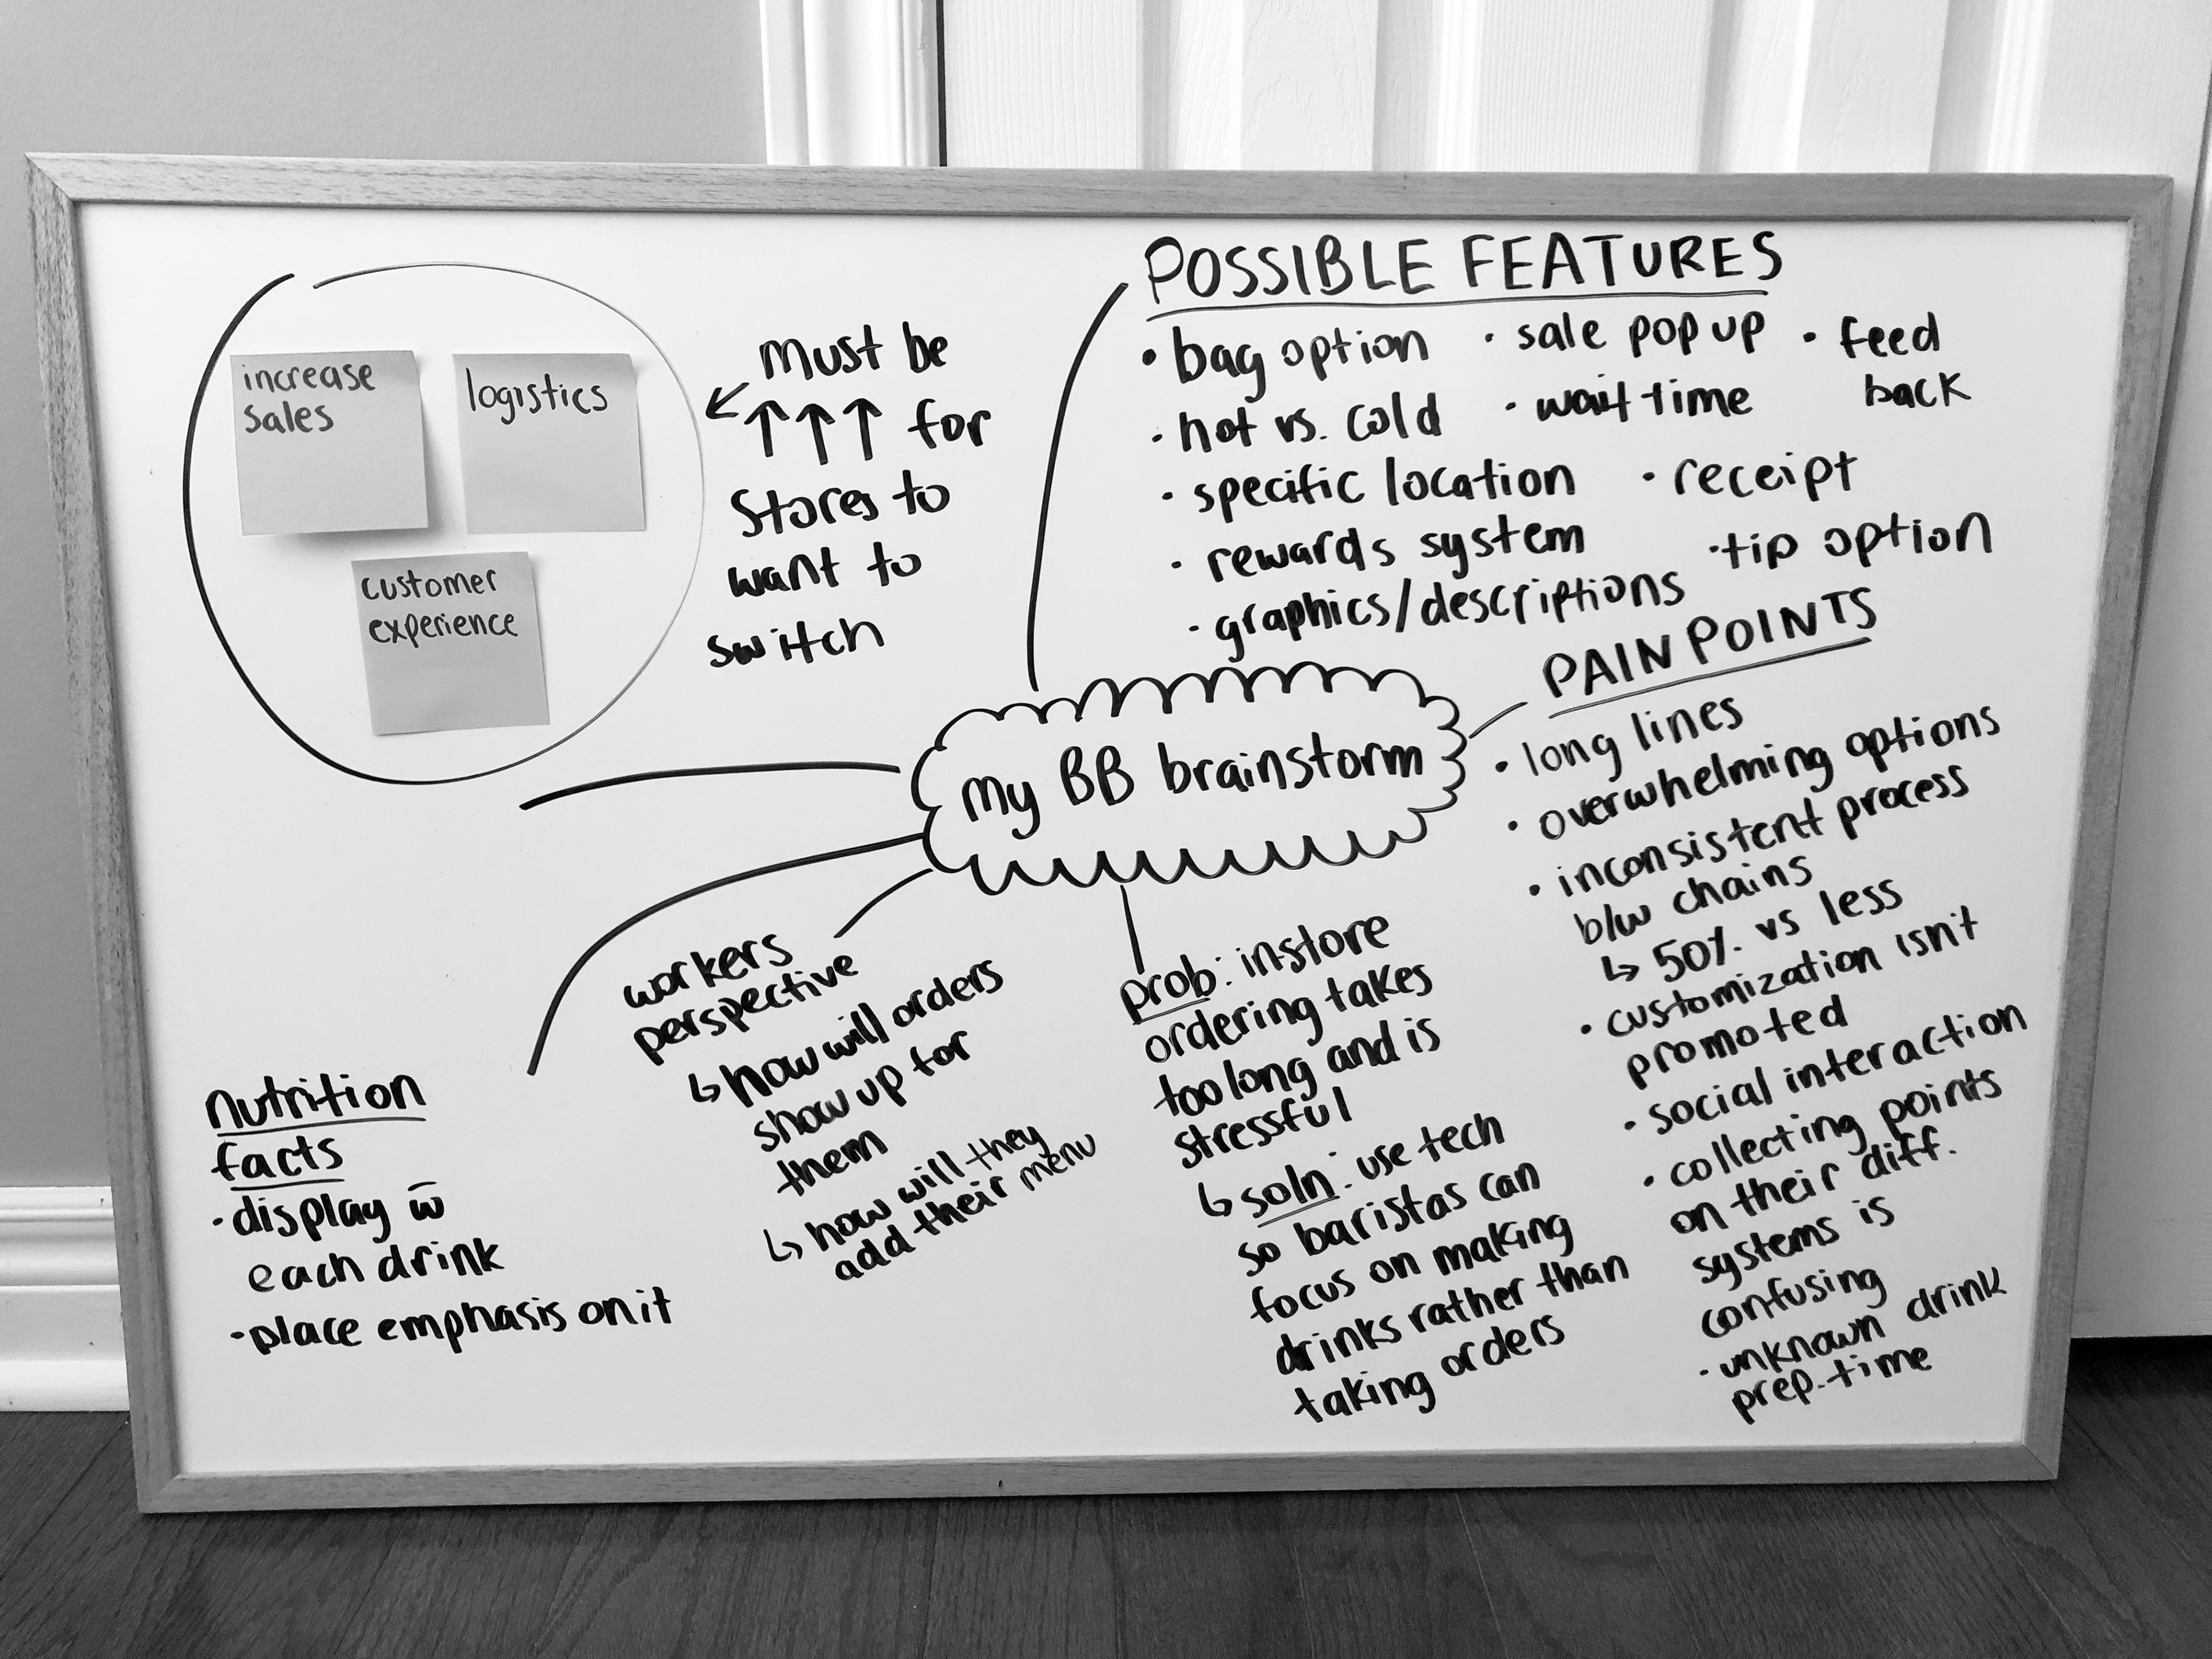 increase
sales
logistics
customer
experience
must be
↑↑↑ for
stores to
want to
switch
POSSIBLE FEATURES
• bag option
• hot vs. cold
• specific location
• rewards system
• graphics/descriptions
• sale pop up
• wait time
• receipt
• tip option
• feed
back
my BB brainstorm
PAIN POINTS
• long lines
• overwhelming options
• inconsistent process
b/w chains
↳ 50% vs less
• customization isn't
promoted
• social interaction
• collecting points
on their diff.
systems is
confusing
• unknown drink
prep. time
prob: instore
ordering takes
too long and is
stressful
↳ soln: use tech
so baristas can
focus on making
drinks rather than
taking orders
workers
perspective
↳ how will orders
show up for
them
↳ how will they
add their menu
nutrition
facts
• display w̄
each drink
• place emphasis on it